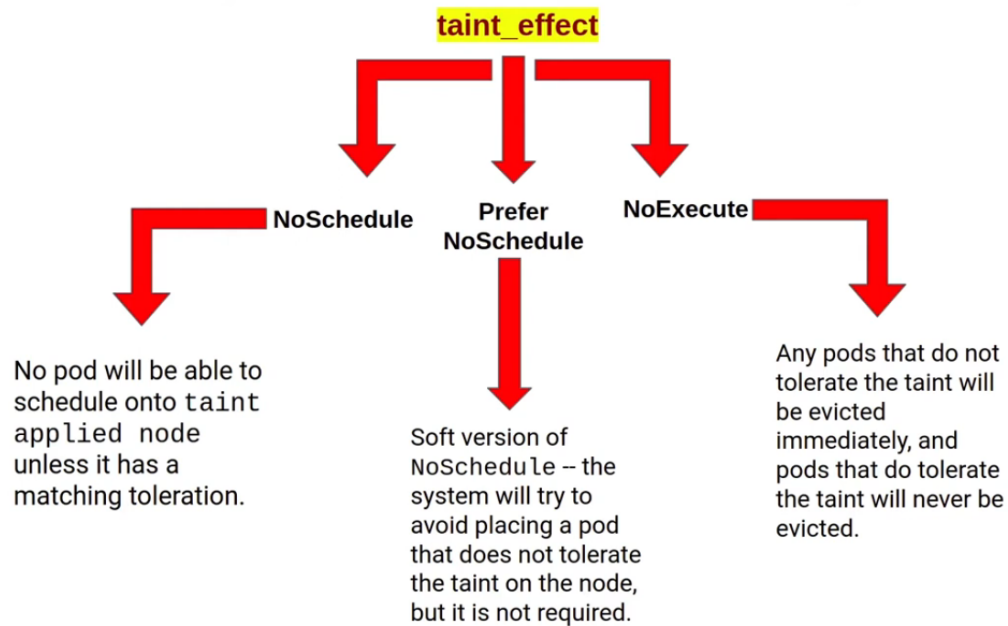 taint_effect
NoSchedule
Prefer
NoSchedule
NoExecute
No pod will be able to
schedule onto taint
applied node
unless it has a
matching toleration.
Soft version of
NoSchedule -- the
system will try to
avoid placing a pod
that does not tolerate
the taint on the node,
but it is not required.
Any pods that do not
tolerate the taint will
be evicted
immediately, and
pods that do tolerate
the taint will never be
evicted.